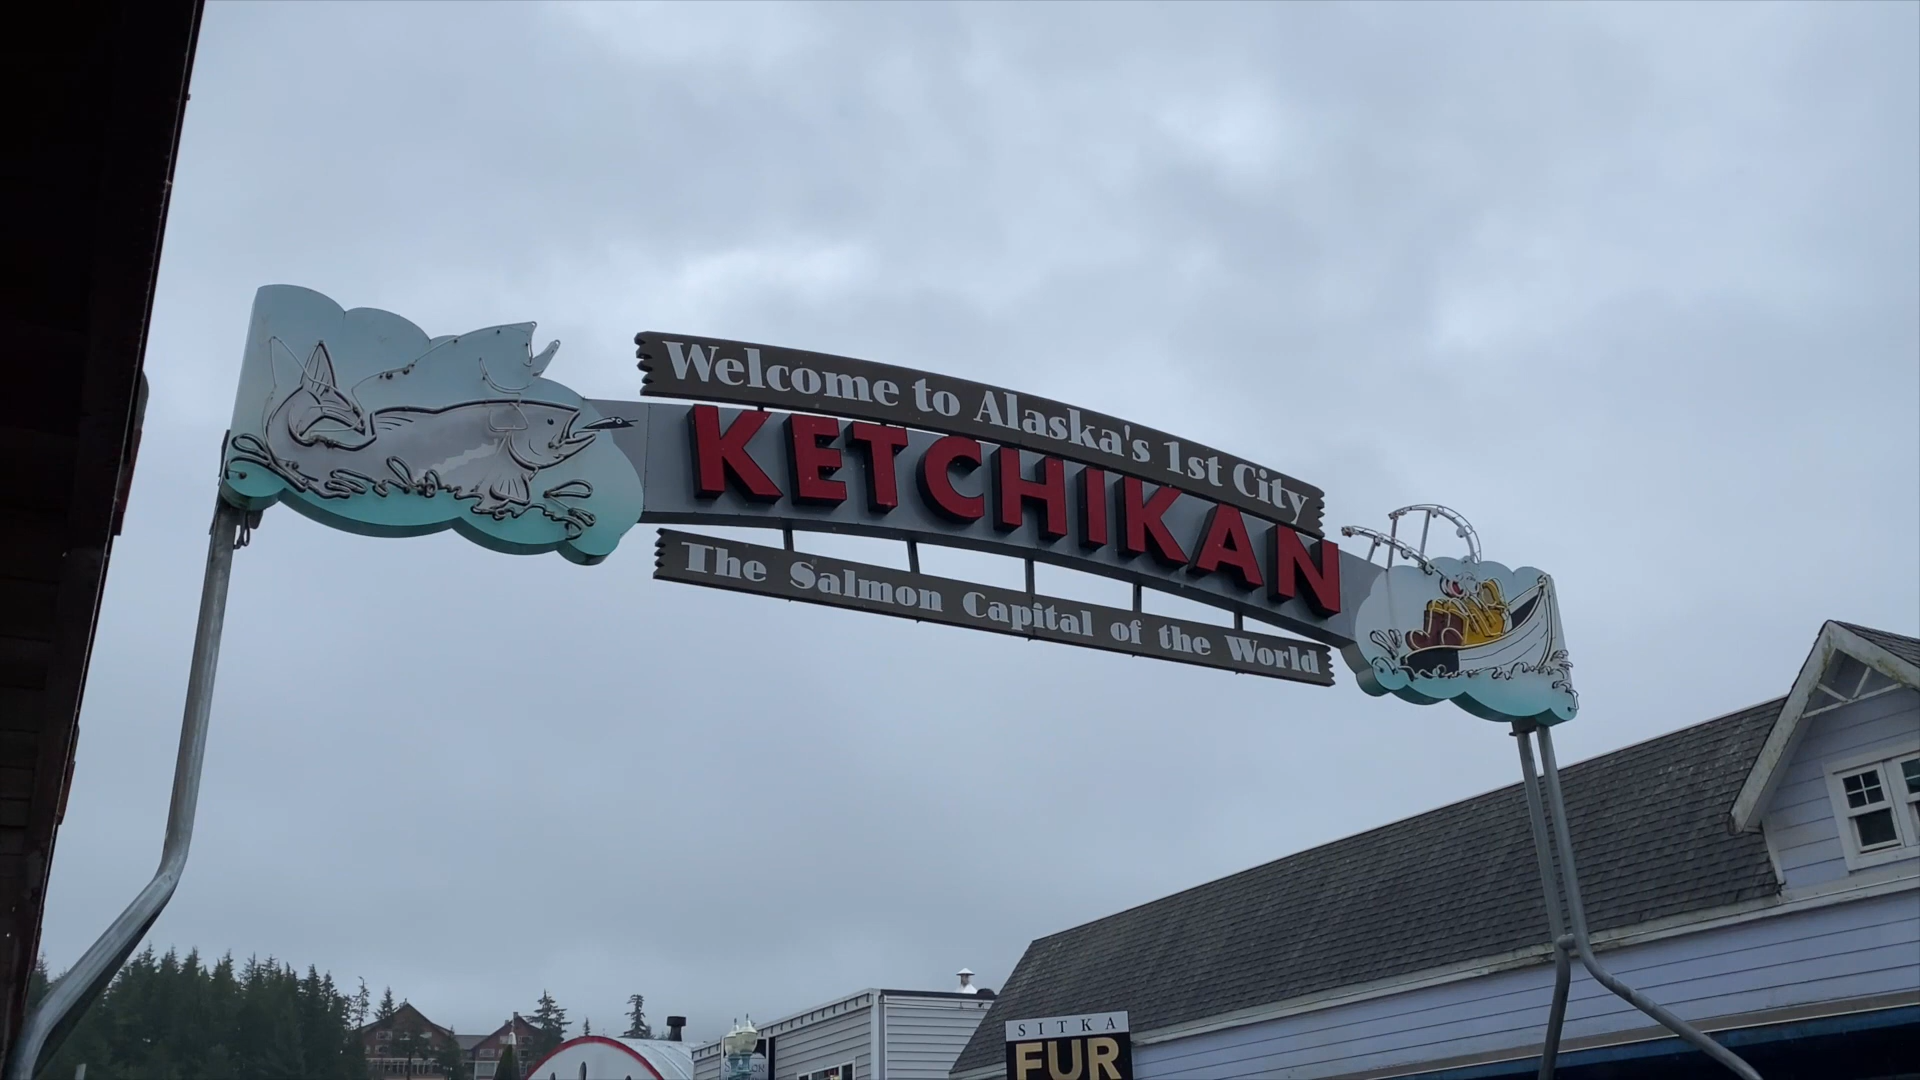 Welcome to Alaska's 1st City
KETCHIKAN
The Salmon Capital of the World
SITKA
FUR